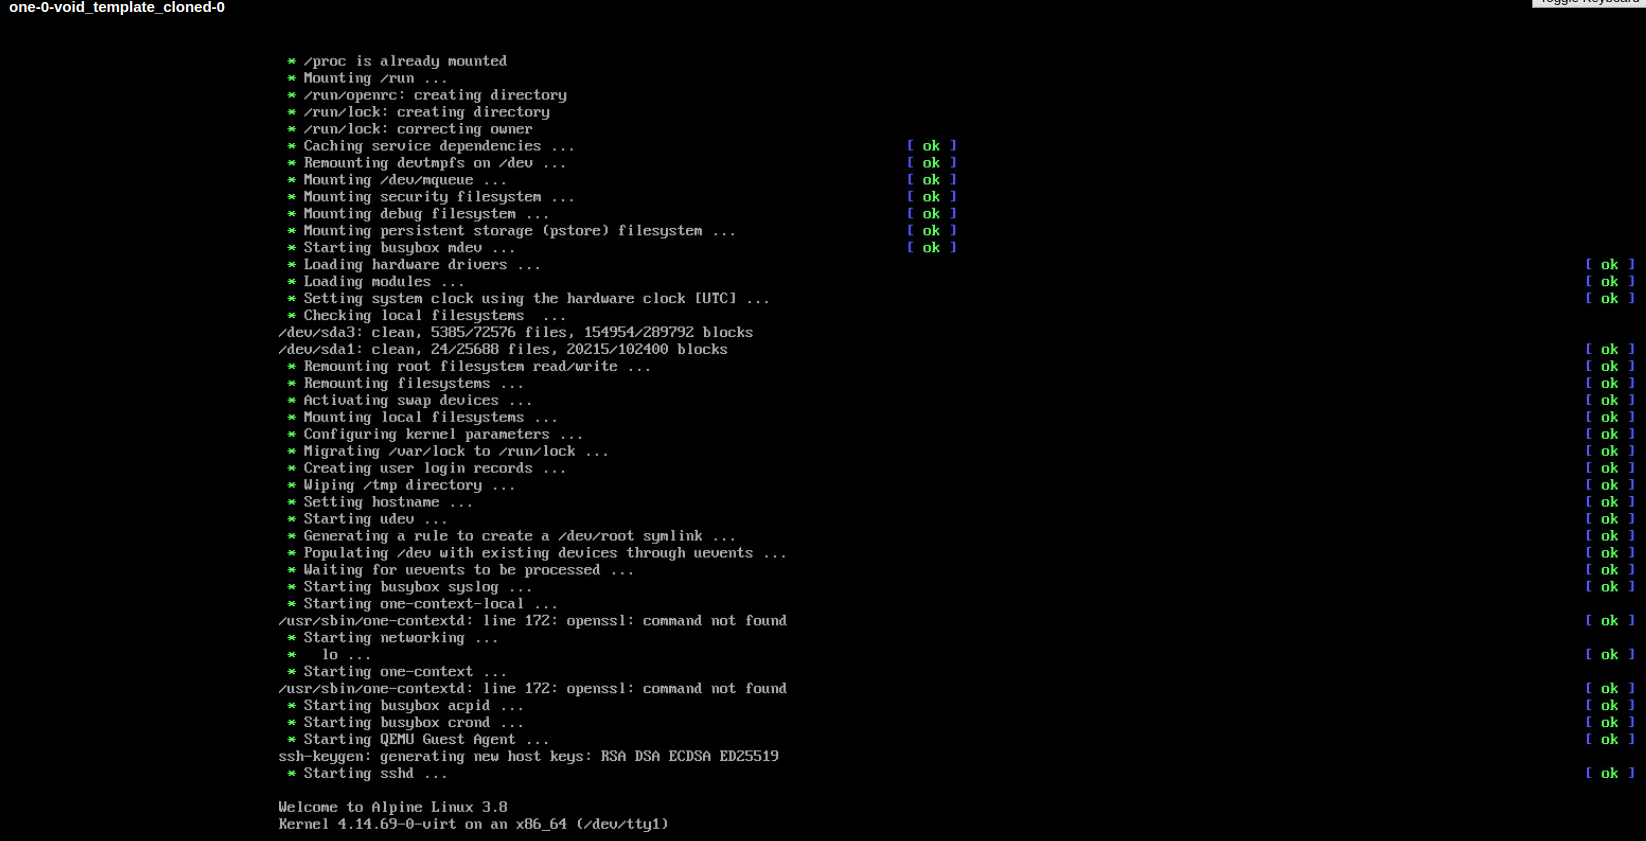 one-0-void_template_cloned-0
Toggle Keyboard
* /proc is already mounted
* Mounting /run ...
* /run/openrc: creating directory
* /run/lock: creating directory
* /run/lock: correcting owner
* Caching service dependencies ... [ ok ]
* Remounting devtmpfs on /dev ... [ ok ]
* Mounting /dev/mqueue ... [ ok ]
* Mounting security filesystem ... [ ok ]
* Mounting debug filesystem ... [ ok ]
* Mounting persistent storage (pstore) filesystem ... [ ok ]
* Starting busybox mdev ... [ ok ]
* Loading hardware drivers ... [ ok ]
* Loading modules ... [ ok ]
* Setting system clock using the hardware clock [UTC] ... [ ok ]
* Checking local filesystems  ...
/dev/sda3: clean, 5385/72576 files, 154954/289792 blocks
/dev/sda1: clean, 24/25688 files, 20215/102400 blocks [ ok ]
* Remounting root filesystem read/write ... [ ok ]
* Remounting filesystems ... [ ok ]
* Activating swap devices ... [ ok ]
* Mounting local filesystems ... [ ok ]
* Configuring kernel parameters ... [ ok ]
* Migrating /var/lock to /run/lock ... [ ok ]
* Creating user login records ... [ ok ]
* Wiping /tmp directory ... [ ok ]
* Setting hostname ... [ ok ]
* Starting udev ... [ ok ]
* Generating a rule to create a /dev/root symlink ... [ ok ]
* Populating /dev with existing devices through uevents ... [ ok ]
* Waiting for uevents to be processed ... [ ok ]
* Starting busybox syslog ... [ ok ]
* Starting one-context-local ...
/usr/sbin/one-contextd: line 172: openssl: command not found [ ok ]
* Starting networking ...
*   lo ... [ ok ]
* Starting one-context ...
/usr/sbin/one-contextd: line 172: openssl: command not found [ ok ]
* Starting busybox acpid ... [ ok ]
* Starting busybox crond ... [ ok ]
* Starting QEMU Guest Agent ... [ ok ]
ssh-keygen: generating new host keys: RSA DSA ECDSA ED25519
* Starting sshd ... [ ok ]
Welcome to Alpine Linux 3.8
Kernel 4.14.69-0-virt on an x86_64 (/dev/tty1)